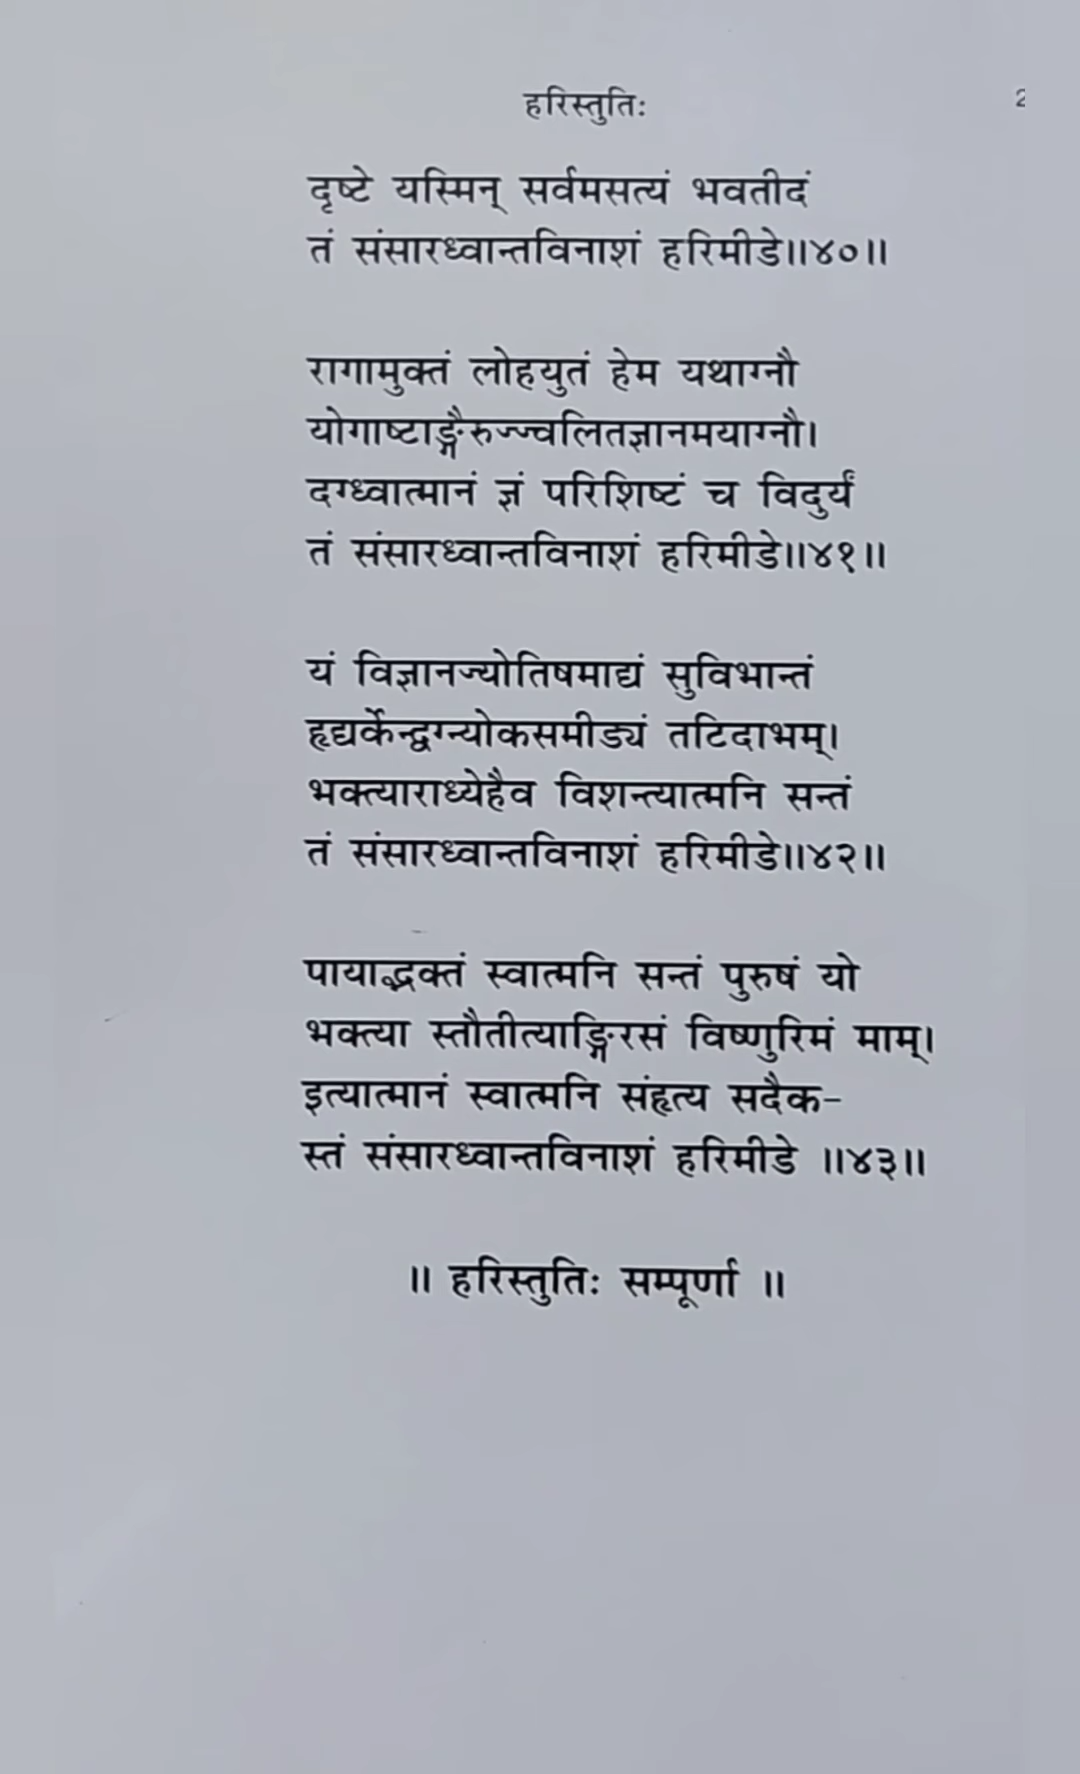 हरिस्तुतिः 2
दृष्टे यस्मिन् सर्वमसत्यं भवतीदं
तं संसारध्वान्तविनाशं हरिमीडे॥४०॥
रागामुक्तं लोहयुतं हेम यथाग्नौ
योगाष्टाङ्गैरुज्ज्वलितज्ञानमयाग्नौ।
दग्ध्वात्मानं ज्ञं परिशिष्टं च विदुर्यं
तं संसारध्वान्तविनाशं हरिमीडे॥४१॥
यं विज्ञानज्योतिषमाद्यं सुविभान्तं
हृद्यर्केन्द्वग्न्योकसमीड्यं तटिदाभम्।
भक्त्याराध्येहैव विशन्त्यात्मनि सन्तं
तं संसारध्वान्तविनाशं हरिमीडे॥४२॥
पायाद्भक्तं स्वात्मनि सन्तं पुरुषं यो
भक्त्या स्तौतीत्याङ्गिरसं विष्णुरिमं माम्।
इत्यात्मानं स्वात्मनि संहृत्य सदैक-
स्तं संसारध्वान्तविनाशं हरिमीडे ॥४३॥
॥ हरिस्तुतिः सम्पूर्णा ॥